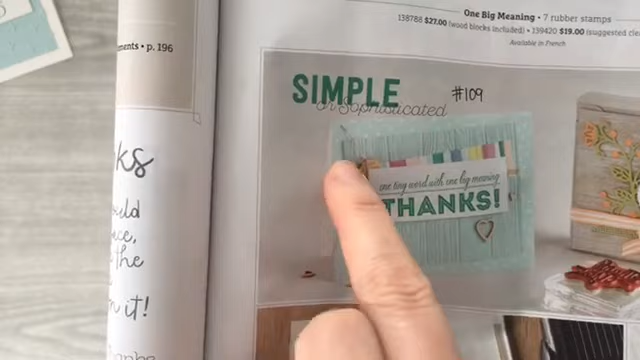 One Big Meaning • 7 rubber stamps
138788 $27.00 (wood blocks included) • 139420 $19.00 (suggested
Available in French
ments • p. 196
SIMPLE
or Sophisticated
#109
one tiny word with one big meaning
THANKS!
ks
ould
ace,
the
n it!